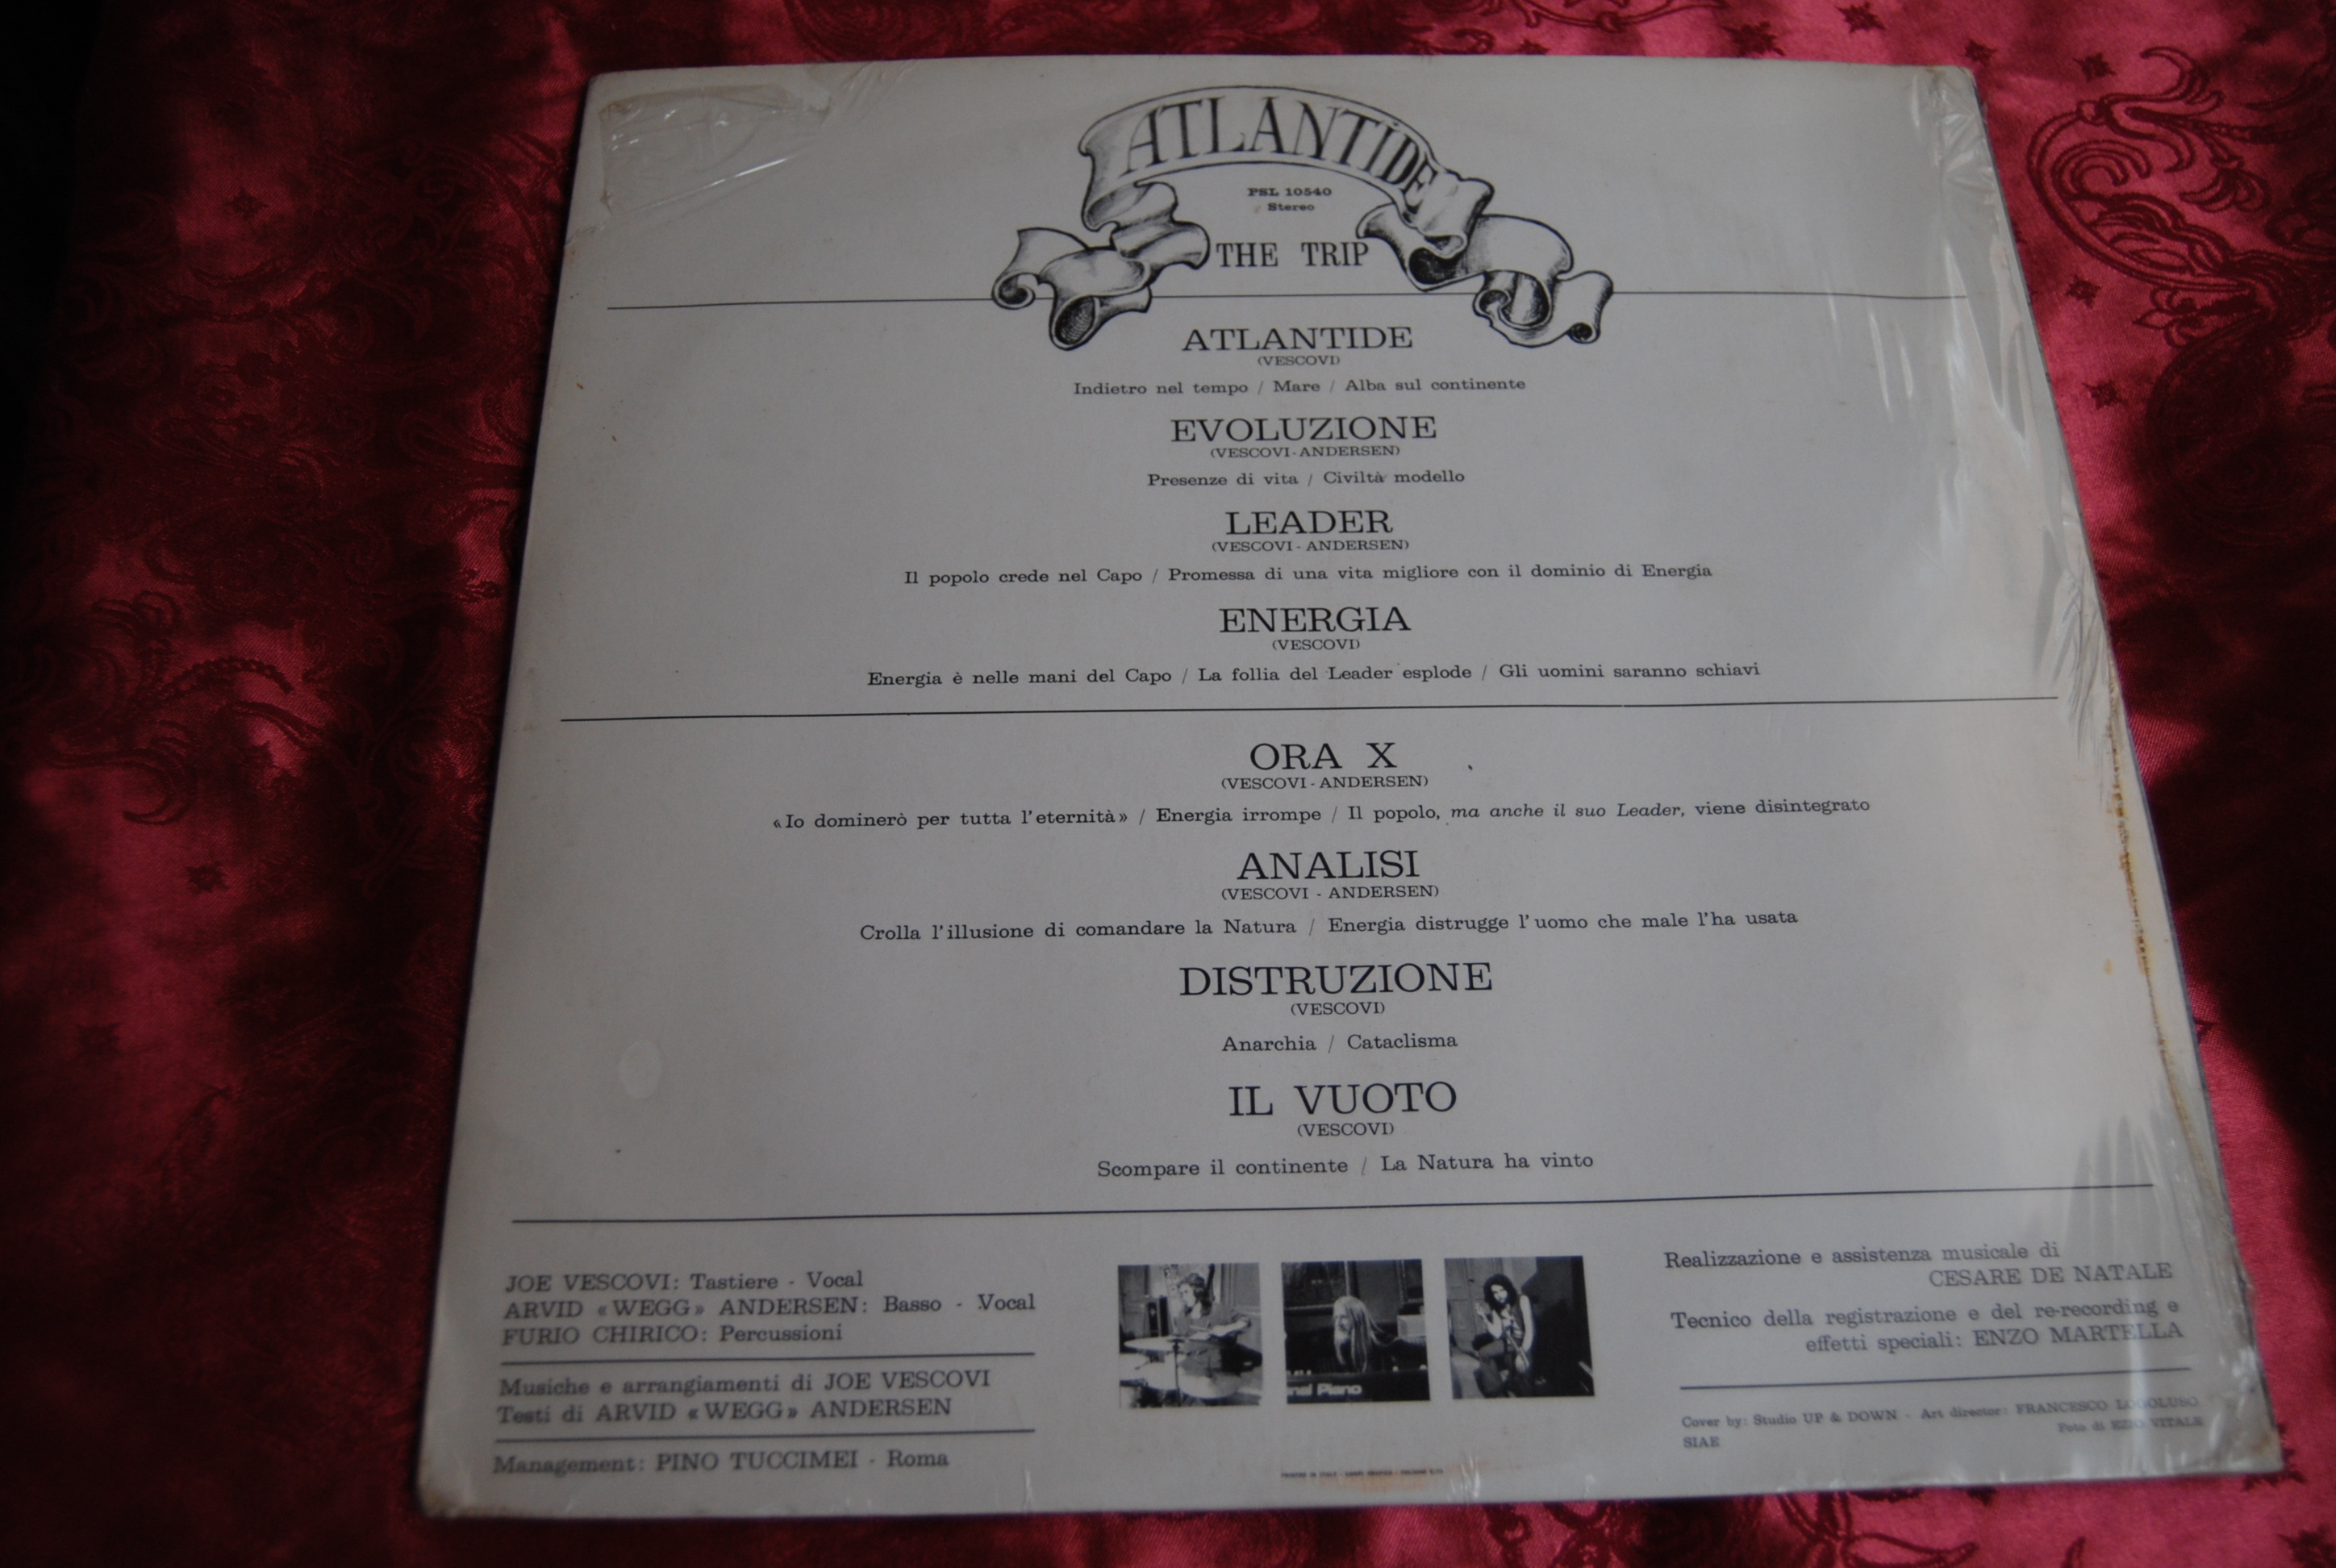 ATLANTIDE
PSL 10540
Stereo
THE TRIP
ATLANTIDE
(VESCOVI)
Indietro nel tempo / Mare / Alba sul continente
EVOLUZIONE
(VESCOVI - ANDERSEN)
Presenze di vita / Civiltà modello
LEADER
(VESCOVI - ANDERSEN)
Il popolo crede nel Capo / Promessa di una vita migliore con il dominio di Energia
ENERGIA
(VESCOVI)
Energia è nelle mani del Capo / La follia del Leader esplode / Gli uomini saranno schiavi
ORA X
(VESCOVI - ANDERSEN)
«Io dominerò per tutta l'eternità» / Energia irrompe / Il popolo, ma anche il suo Leader, viene disintegrato
ANALISI
(VESCOVI - ANDERSEN)
Crolla l'illusione di comandare la Natura / Energia distrugge l'uomo che male l'ha usata
DISTRUZIONE
(VESCOVI)
Anarchia / Cataclisma
IL VUOTO
(VESCOVI)
Scompare il continente / La Natura ha vinto
JOE VESCOVI: Tastiere - Vocal
ARVID «WEGG» ANDERSEN: Basso - Vocal
FURIO CHIRICO: Percussioni
Musiche e arrangiamenti di JOE VESCOVI
Testi di ARVID «WEGG» ANDERSEN
Management: PINO TUCCIMEI - Roma
Piano
Realizzazione e assistenza musicale di
CESARE DE NATALE
Tecnico della registrazione e del re-recording e
effetti speciali: ENZO MARTELLA
Cover by: Studio UP & DOWN - Art director: FRANCESCO LOGOLUSO
Foto di EZIO VITALE
SIAE